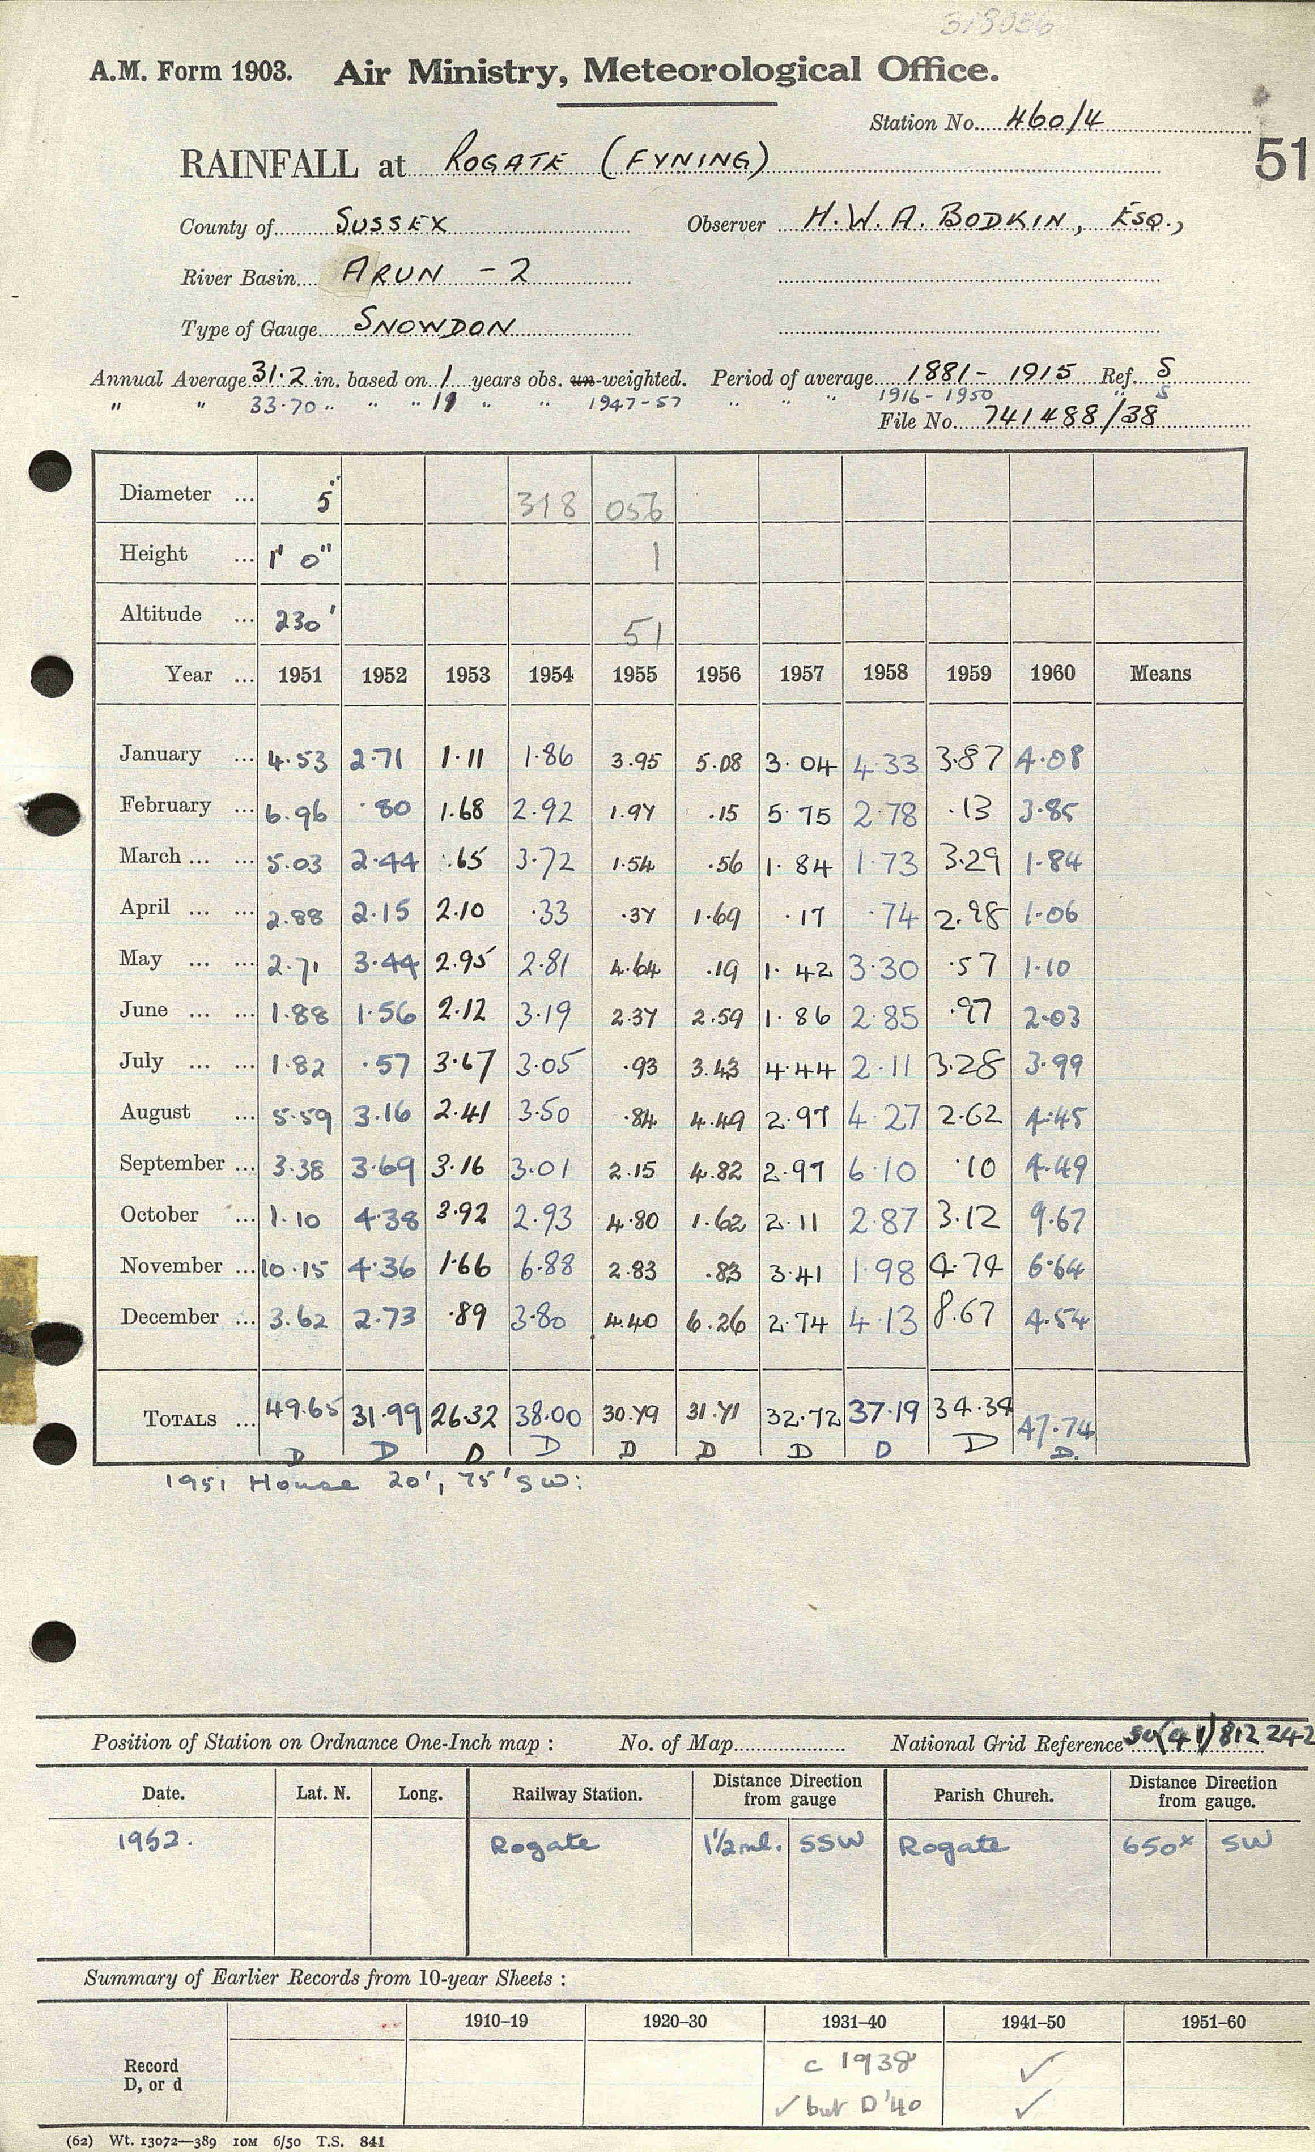 318056
A.M. Form 1903. Air Ministry, Meteorological Office.
Station No. 460/4
51
RAINFALL at ROGATE (FYNING)
County of SUSSEX Observer H.W.A. BODKIN, ESQ.,
River Basin ARUN - 2
Type of Gauge SNOWDON
Annual Average 31.2 in. based on 1 years obs. un-weighted. Period of average 1881 - 1915 Ref. S
" " 33.70 " " " 11 " " 1947-57 " " " 1916 - 1950 " S
File No. 741488/38
Diameter ... 5" 318 056
Height ... 1' 0" 1
Altitude ... 230' 51
Year ... 1951 1952 1953 1954 1955 1956 1957 1958 1959 1960 Means
January ... 4.53 2.71 1.11 1.86 3.95 5.08 3.04 4.33 3.87 4.08
February ... 6.96 .80 1.68 2.92 1.97 .15 5.75 2.78 .13 3.85
March ... ... 5.03 2.44 .65 3.72 1.54 .56 1.84 1.73 3.29 1.84
April ... ... 2.88 2.15 2.10 .33 .37 1.69 .17 .74 2.98 1.06
May ... ... 2.71 3.44 2.95 2.81 4.64 .19 1.42 3.30 .57 1.10
June ... ... 1.88 1.56 2.12 3.19 2.37 2.59 1.86 2.85 .97 2.03
July ... ... 1.82 .57 3.67 3.05 .93 3.43 4.44 2.11 3.28 3.99
August ... 5.59 3.16 2.41 3.50 .84 4.49 2.97 4.27 2.62 4.45
September ... 3.38 3.69 3.16 3.01 2.15 4.82 2.97 6.10 .10 4.49
October ... 1.10 4.38 3.92 2.93 4.80 1.62 2.11 2.87 3.12 9.67
November ... 10.15 4.36 1.66 6.88 2.83 .83 3.41 1.98 4.74 6.64
December ... 3.62 2.73 .89 3.80 4.40 6.26 2.74 4.13 8.67 4.54
TOTALS ... 49.65 31.99 26.32 38.00 30.79 31.71 32.72 37.19 34.34 47.74
D D D D D D D D D D.
1951 House 20', 75' SW:
Position of Station on Ordnance One-Inch map : No. of Map National Grid Reference SU(41)812 242
Date. Lat. N. Long. Railway Station. Distance Direction from gauge Parish Church. Distance Direction from gauge.
1952. Rogate 1½ml. SSW Rogate 650x SW
Summary of Earlier Records from 10-year Sheets :
1910–19 1920–30 1931–40 1941–50 1951–60
Record D, or d
c 1938 ✓
✓ but D '40 ✓
(62) Wt. 13072—389 10M 6/50 T.S. 841